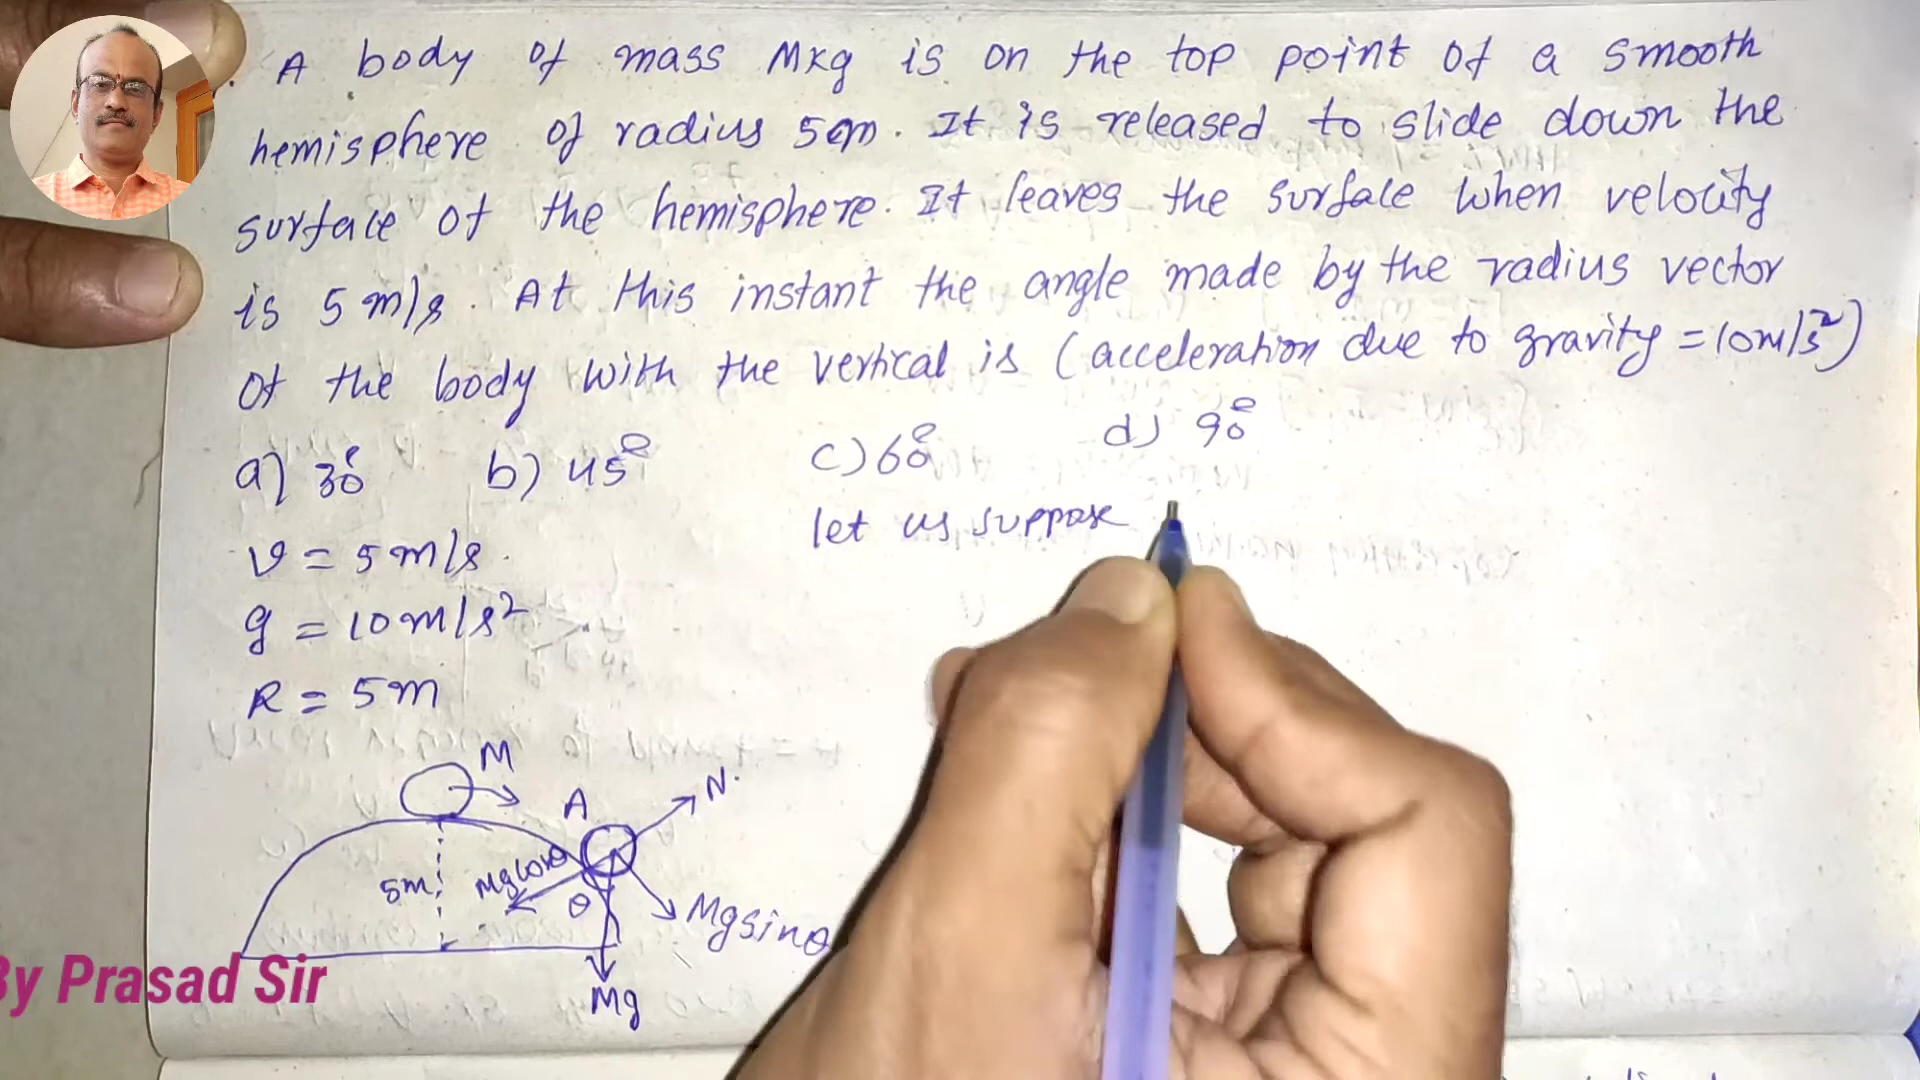 A body of mass MKg is on the top point of a smooth
hemisphere of radius 5m. It is released to slide down the
surface of the hemisphere. It leaves the surface when velocity
is 5 m/s. At this instant the angle made by the radius vector
of the body with the vertical is (acceleration due to gravity = 10m/s²)
a) 30° b) 45° c) 60° d) 90°
let us suppose
v = 5 m/s.
g = 10 m/s²
R = 5m
M
A
N.
5m
Mg cosθ
θ
Mg sinθ
Mg
By Prasad Sir